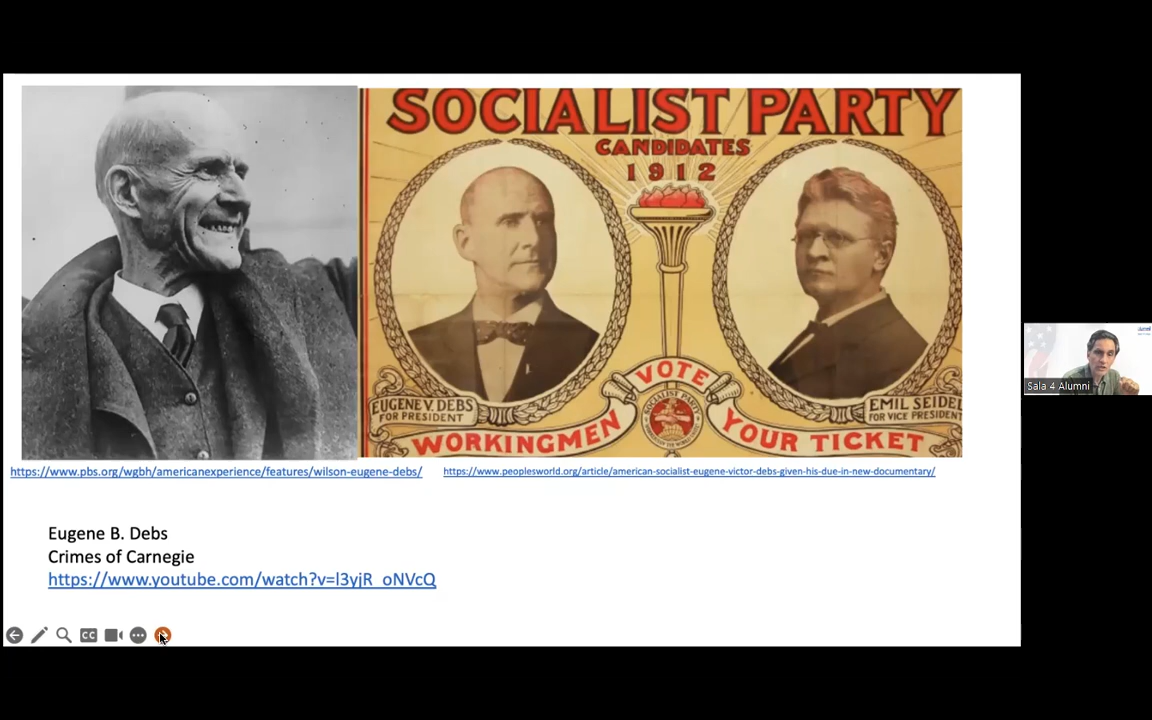 SOCIALIST PARTY
CANDIDATES
1912
EUGENE V. DEBS
FOR PRESIDENT
EMIL SEIDEL
FOR VICE PRESIDENT
VOTE
SOCIALIST PARTY
WORKINGMEN
YOUR TICKET
https://www.pbs.org/wgbh/americanexperience/features/wilson-eugene-debs/
https://www.peoplesworld.org/article/american-socialist-eugene-victor-debs-given-his-due-in-new-documentary/
Eugene B. Debs
Crimes of Carnegie
https://www.youtube.com/watch?v=l3yjR_oNVcQ
CC
Sala 4 Alumni